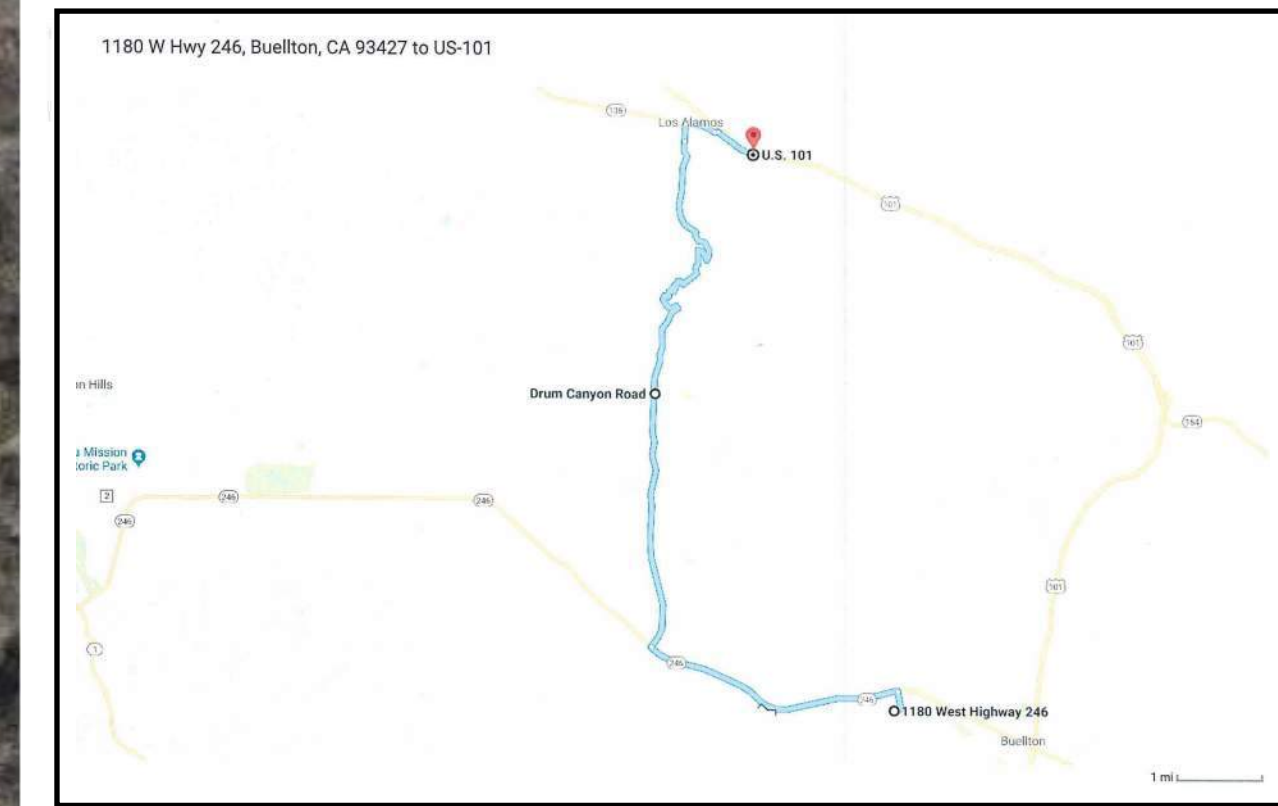 1180 W Hwy 246, Buellton, CA 93427 to US-101
Los Alamos
U.S. 101
101
101
Drum Canyon Road
n Hills
154
Mission
toric Park
2
246
246
246
246
101
1
246
246
1180 West Highway 246
Buellton
1 mi